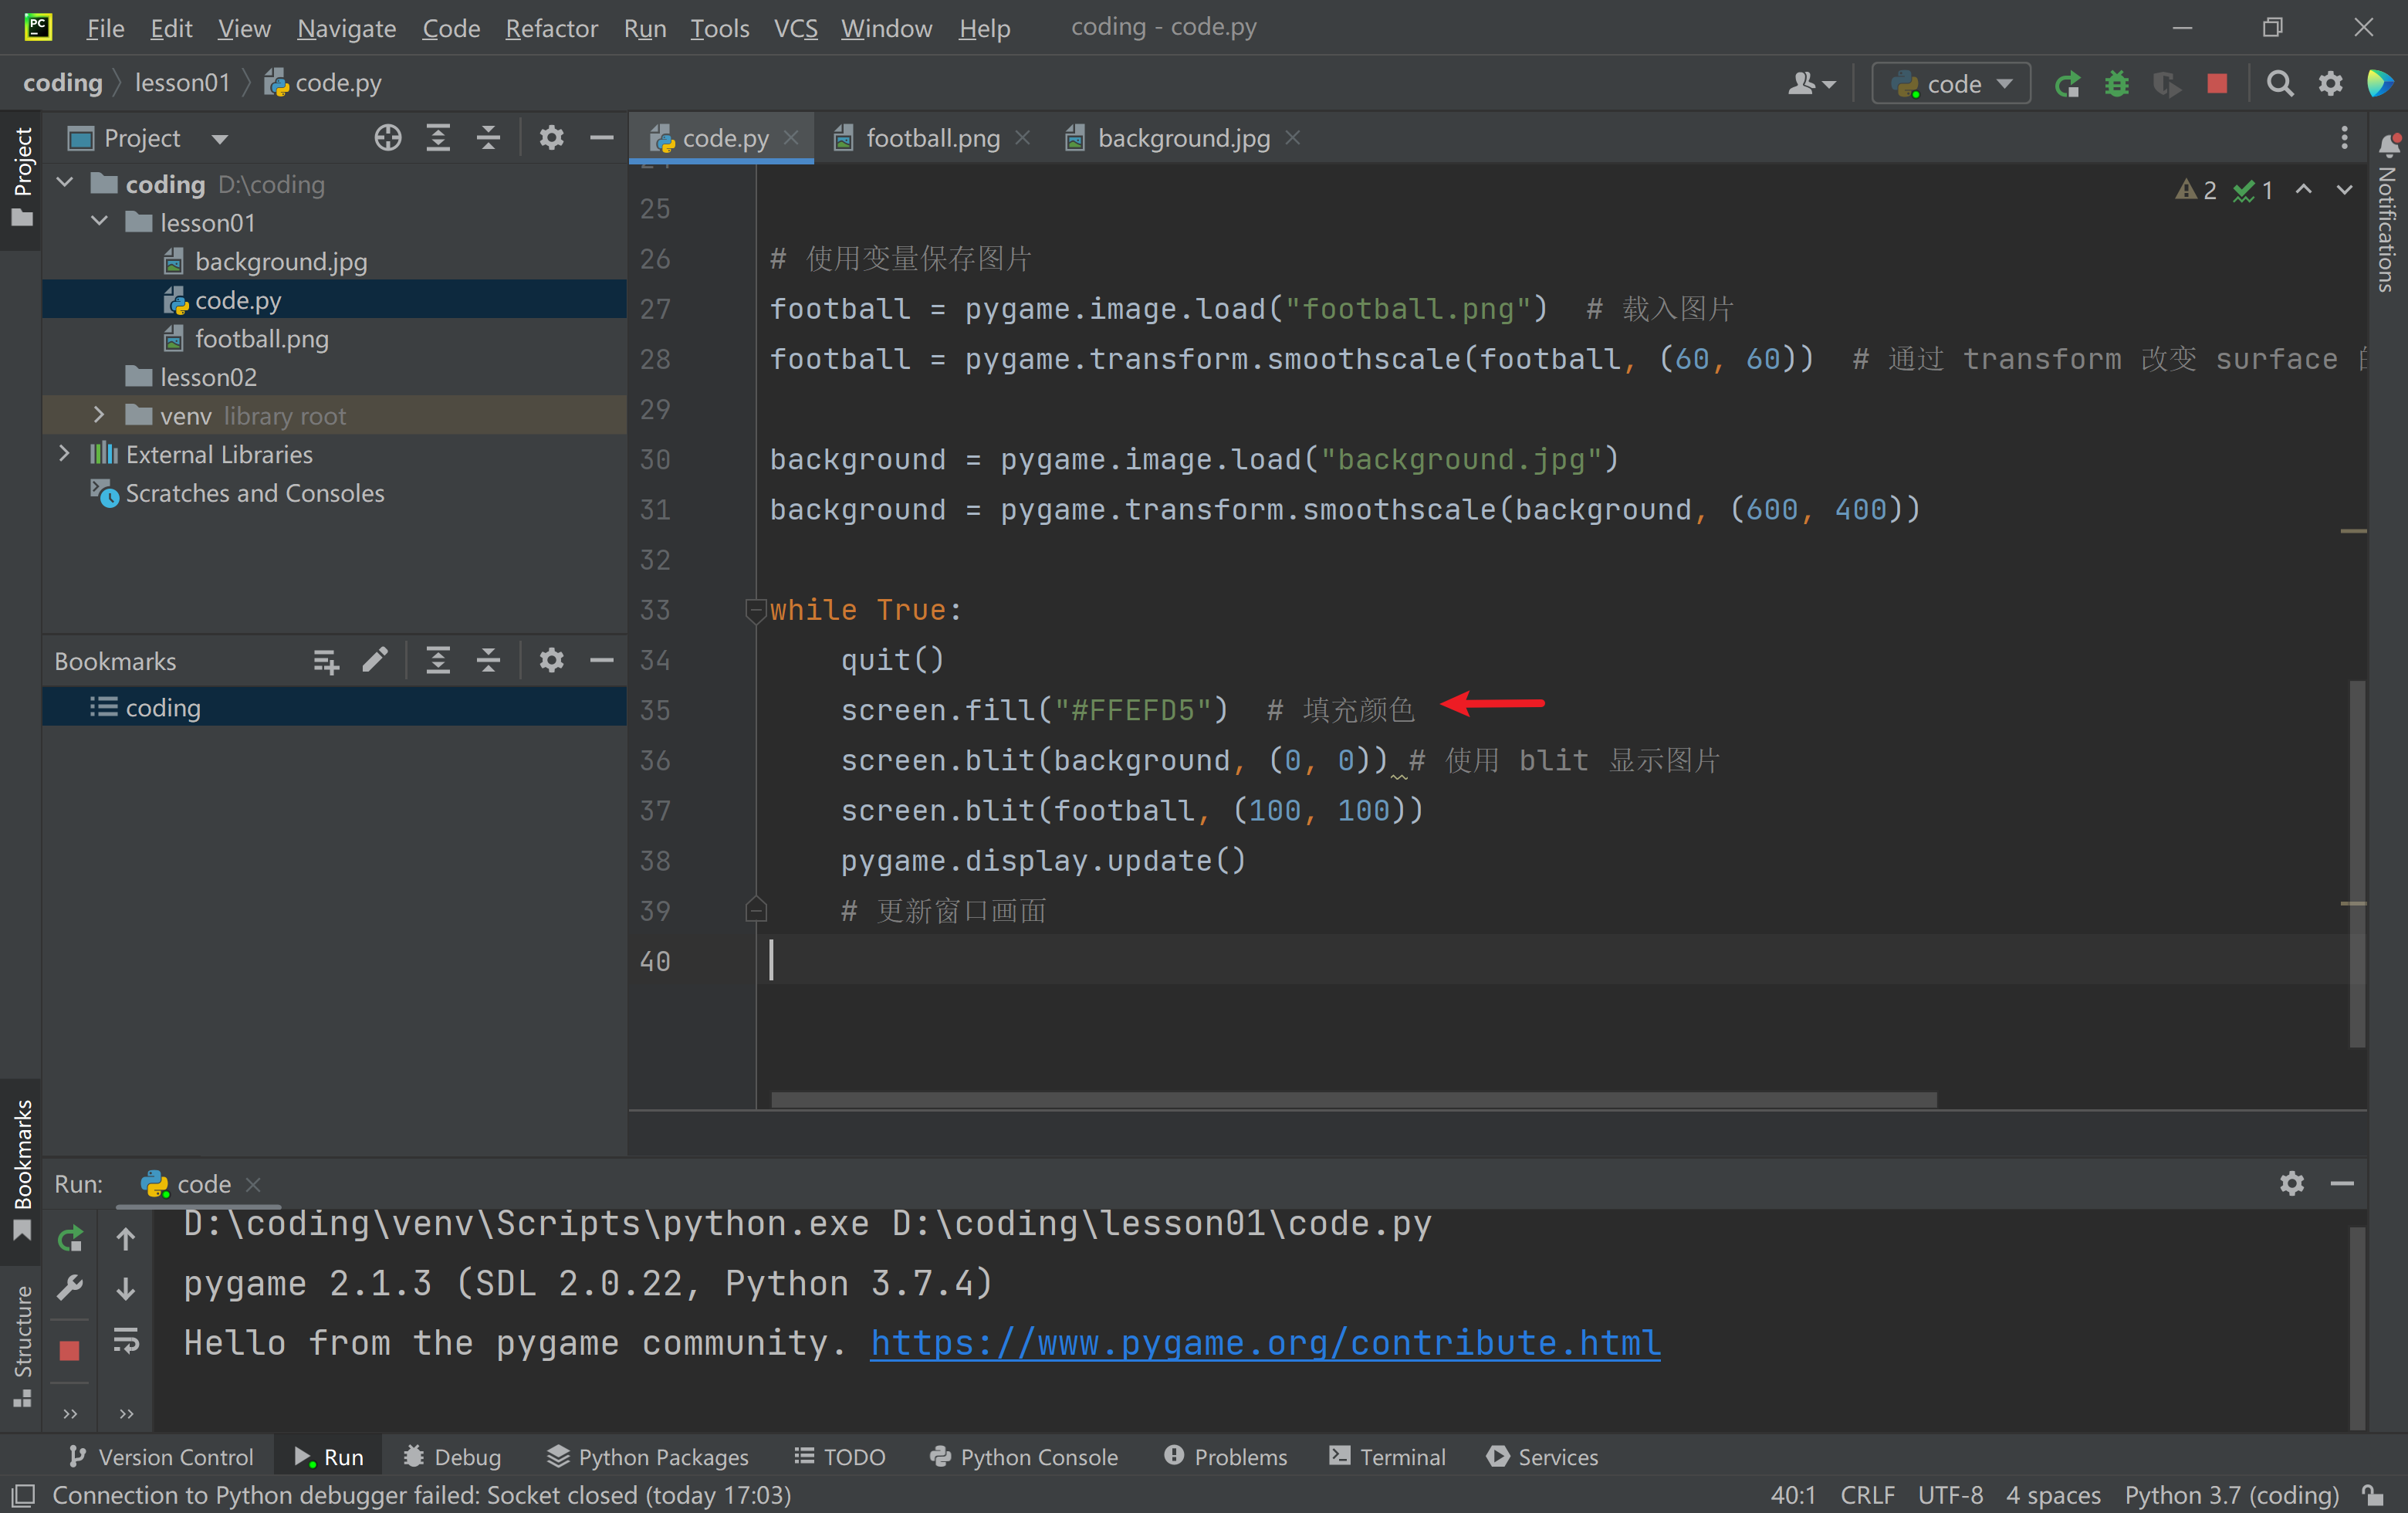 PC File Edit View Navigate Code Refactor Run Tools VCS Window Help coding - code.py
coding lesson01 code.py code
Project
Project
code.py football.png background.jpg
Notifications
coding D:\coding
lesson01
background.jpg
code.py
football.png
lesson02
venv library root
External Libraries
Scratches and Consoles
Bookmarks
coding
2 1
25
26 # 使用变量保存图片
27 football = pygame.image.load("football.png")  # 载入图片
28 football = pygame.transform.smoothscale(football, (60, 60))  # 通过 transform 改变 surface
29
30 background = pygame.image.load("background.jpg")
31 background = pygame.transform.smoothscale(background, (600, 400))
32
33 while True:
34     quit()
35     screen.fill("#FFEFD5")  # 填充颜色
36     screen.blit(background, (0, 0)) # 使用 blit 显示图片
37     screen.blit(football, (100, 100))
38     pygame.display.update()
39     # 更新窗口画面
40
Bookmarks
Structure
Run: code
D:\coding\venv\Scripts\python.exe D:\coding\lesson01\code.py
pygame 2.1.3 (SDL 2.0.22, Python 3.7.4)
Hello from the pygame community. https://www.pygame.org/contribute.html
Version Control Run Debug Python Packages TODO Python Console Problems Terminal Services
Connection to Python debugger failed: Socket closed (today 17:03) 40:1 CRLF UTF-8 4 spaces Python 3.7 (coding)